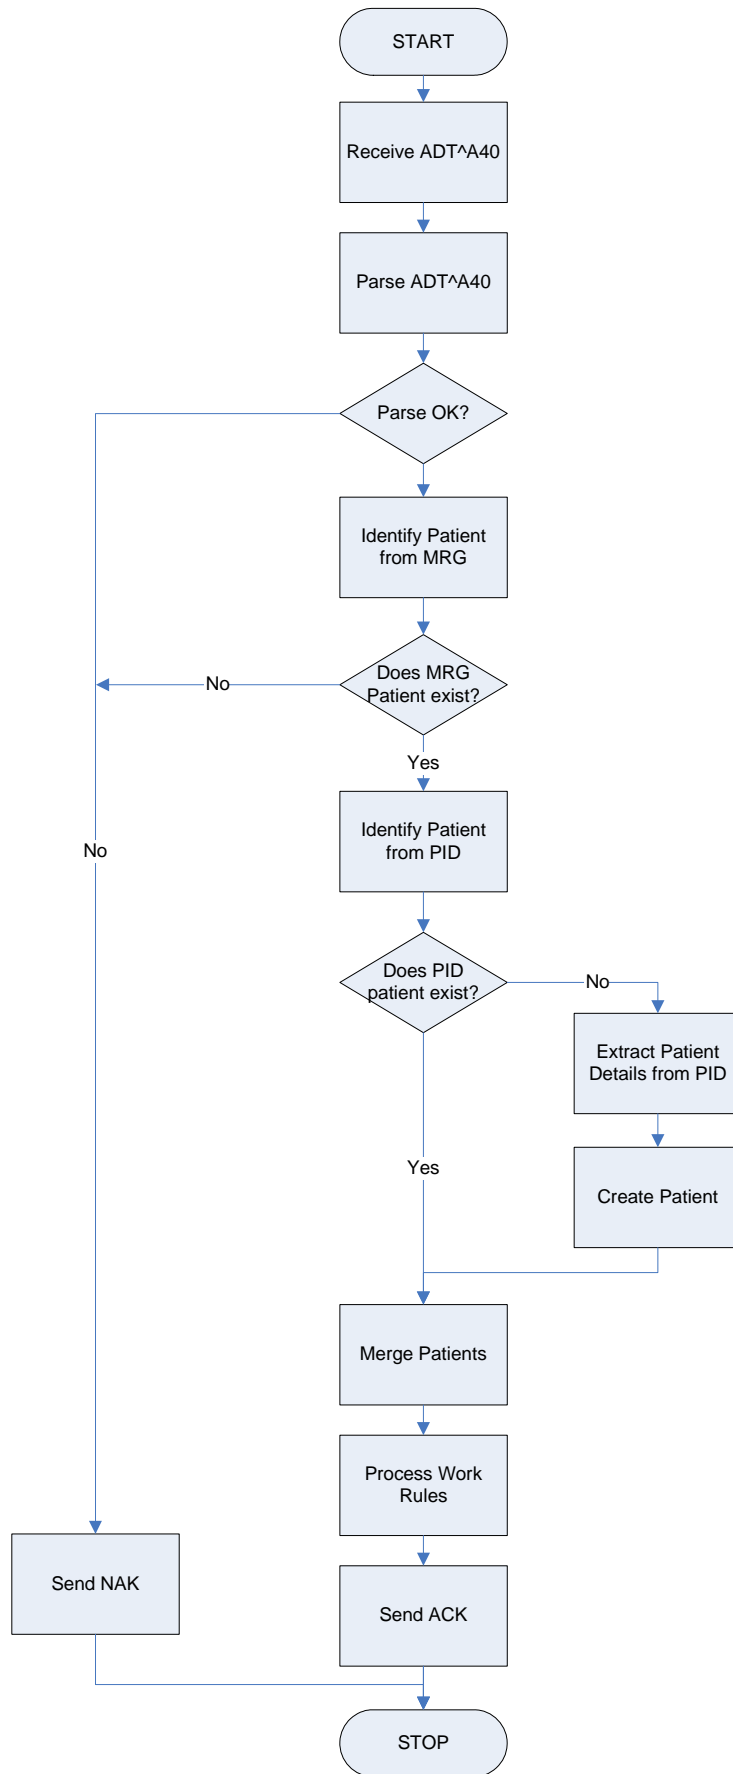 START
Receive ADT^A40
Parse ADT^A40
Parse OK?
Identify Patient
from MRG
Does MRG
Patient exist?
No
Yes
Identify Patient
from PID
No
Does PID
patient exist?
No
Extract Patient
Details from PID
Yes
Create Patient
Merge Patients
Process Work
Rules
Send NAK
Send ACK
STOP